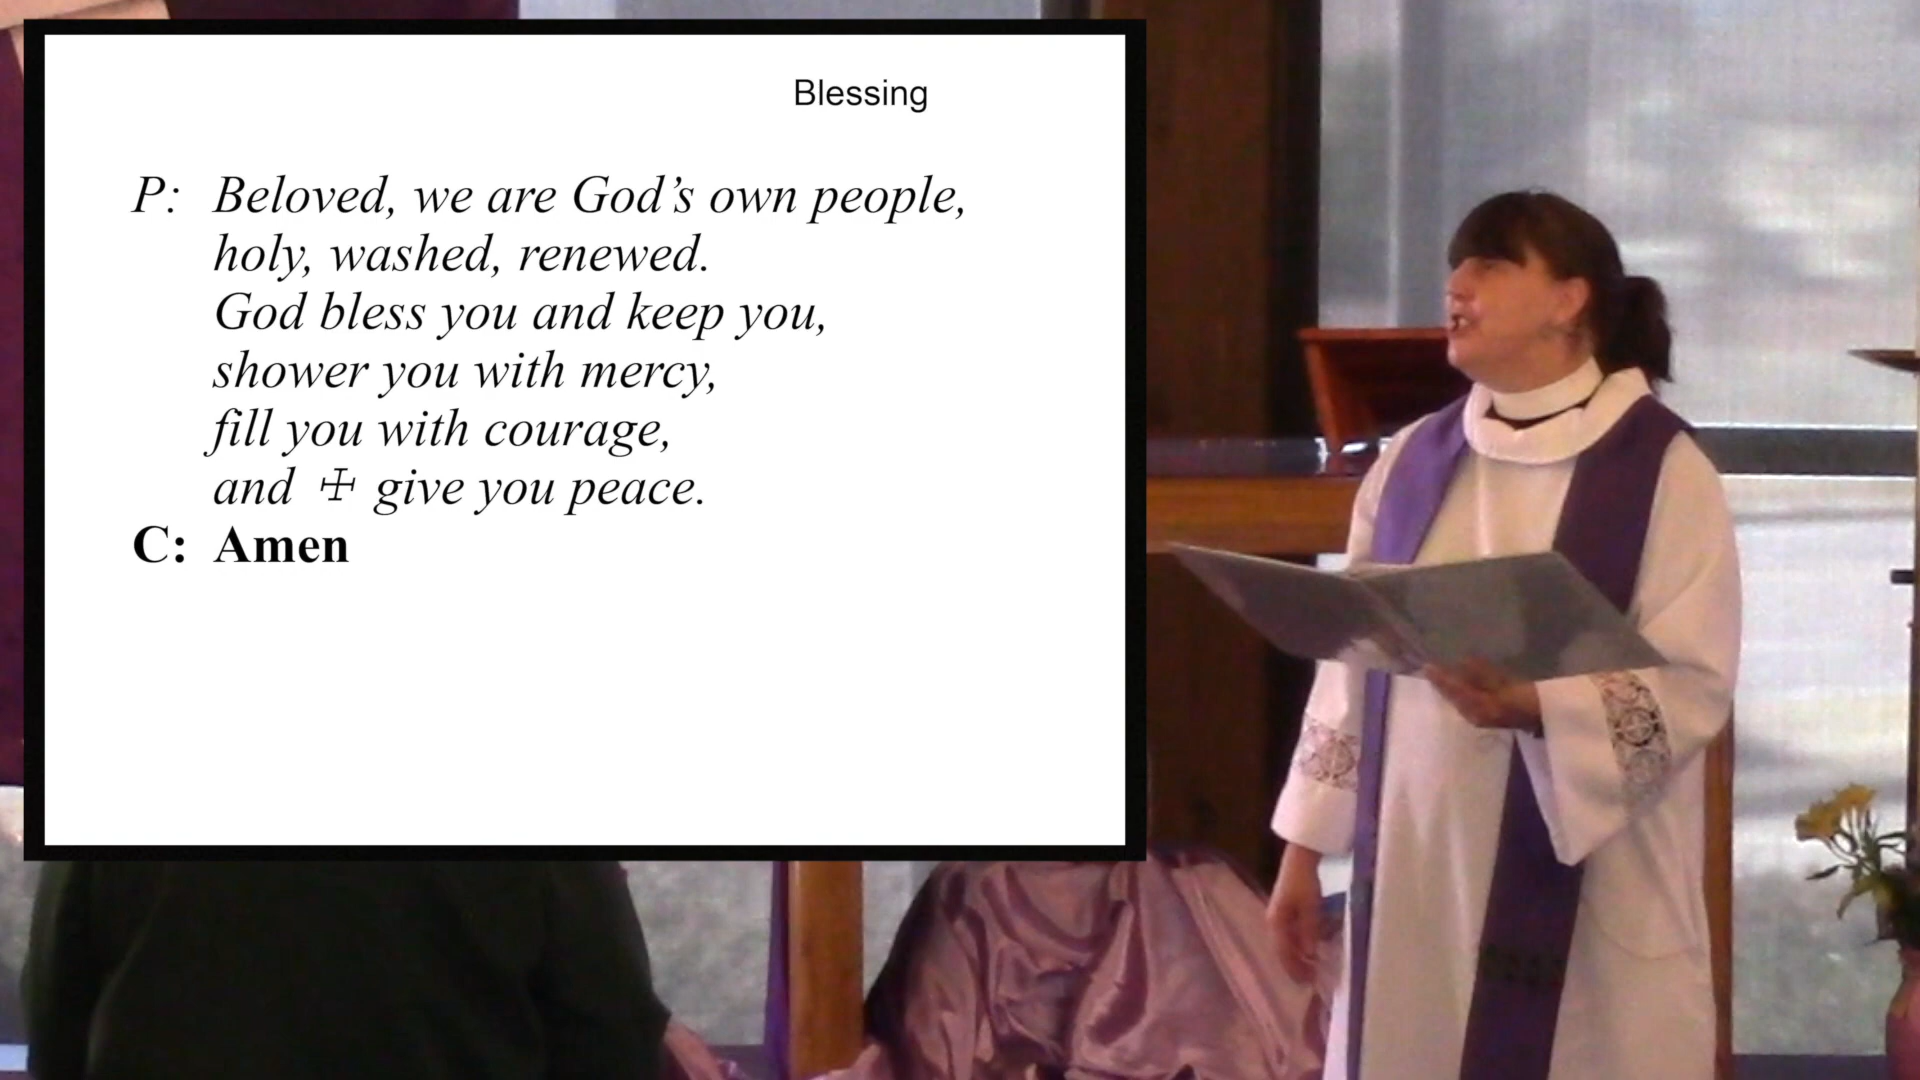 Blessing
P: Beloved, we are God’s own people,
holy, washed, renewed.
God bless you and keep you,
shower you with mercy,
fill you with courage,
and ☩ give you peace.
C: Amen